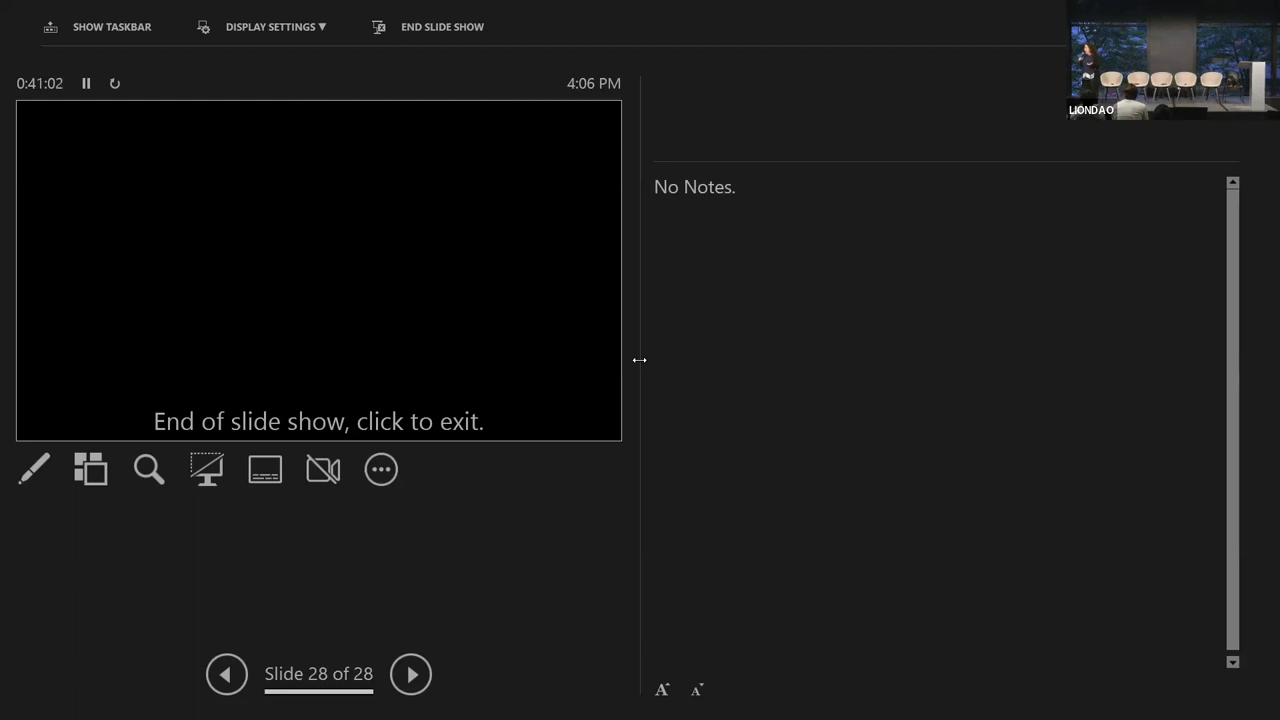 SHOW TASKBAR
DISPLAY SETTINGS ▼
END SLIDE SHOW
LIONDAO
0:41:02
4:06 PM
End of slide show, click to exit.
No Notes.
Slide 28 of 28
A A